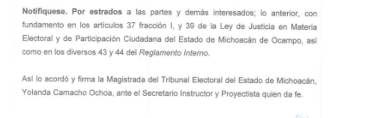 Notifíquese. Por estrados a las partes y demás interesados; lo anterior, con
fundamento en los artículos 37 fracción I, y 39 de la Ley de Justicia en Materia
Electoral y de Participación Ciudadana del Estado de Michoacán de Ocampo, así
como en los diversos 43 y 44 del Reglamento Interno.
Así lo acordó y firma la Magistrada del Tribunal Electoral del Estado de Michoacán,
Yolanda Camacho Ochoa, ante el Secretario Instructor y Proyectista quien da fe.